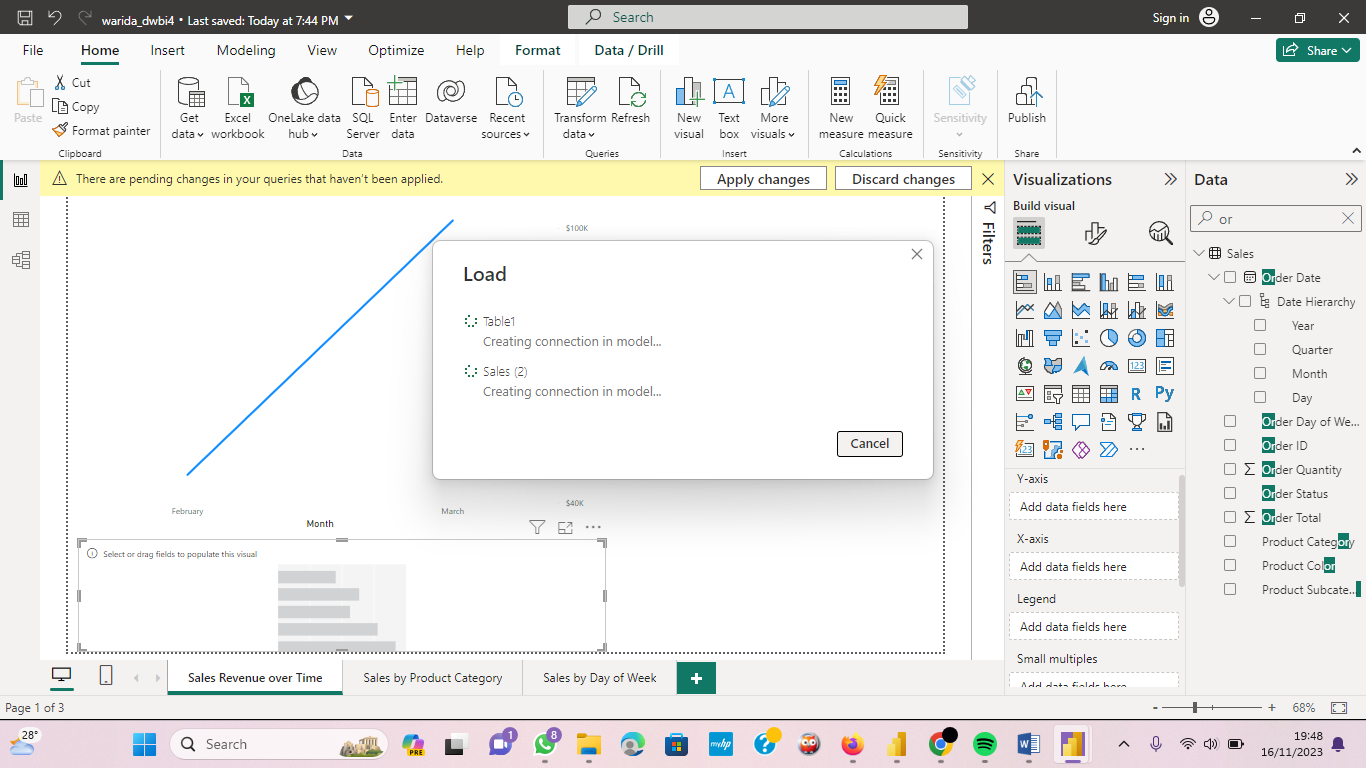 warida_dwbi4 • Last saved: Today at 7:44 PM
Search
Sign in
File
Home
Insert
Modeling
View
Optimize
Help
Format
Data / Drill
Share
Paste
Cut
Copy
Format painter
Clipboard
Get data
Excel workbook
OneLake data hub
SQL Server
Enter data
Dataverse
Recent sources
Data
Transform data
Refresh
Queries
New visual
Text box
More visuals
Insert
New measure
Quick measure
Calculations
Sensitivity
Sensitivity
Publish
Share
There are pending changes in your queries that haven't been applied.
Apply changes
Discard changes
$100K
$40K
February
March
Month
Select or drag fields to populate this visual
Load
Table1
Creating connection in model...
Sales (2)
Creating connection in model...
Cancel
Filters
Visualizations
Build visual
123
R
Py
123
Y-axis
Add data fields here
X-axis
Add data fields here
Legend
Add data fields here
Small multiples
Add data fields here
Data
or
Sales
Order Date
Date Hierarchy
Year
Quarter
Month
Day
Order Day of We...
Order ID
Order Quantity
Order Status
Order Total
Product Category
Product Color
Product Subcate...
Sales Revenue over Time
Sales by Product Category
Sales by Day of Week
Page 1 of 3
68%
28°
Search
PRE
1
8
myhp
19:48
16/11/2023